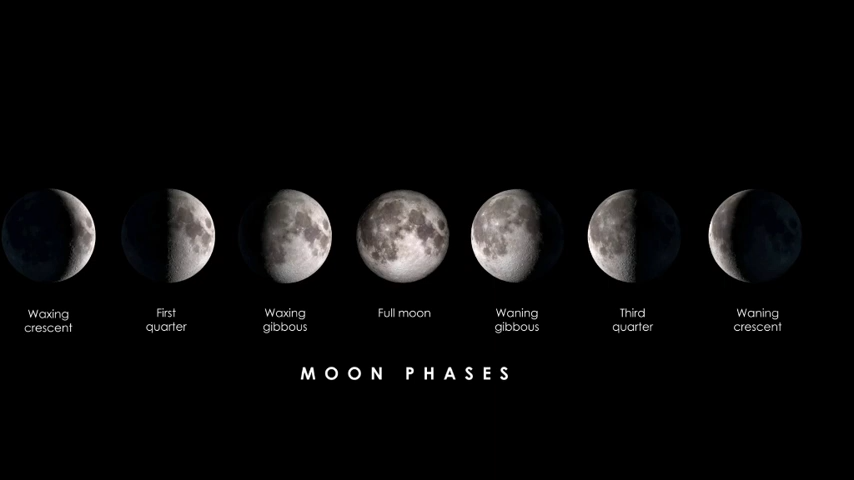 Waxing
crescent
First
quarter
Waxing
gibbous
Full moon
Waning
gibbous
Third
quarter
Waning
crescent
MOON PHASES